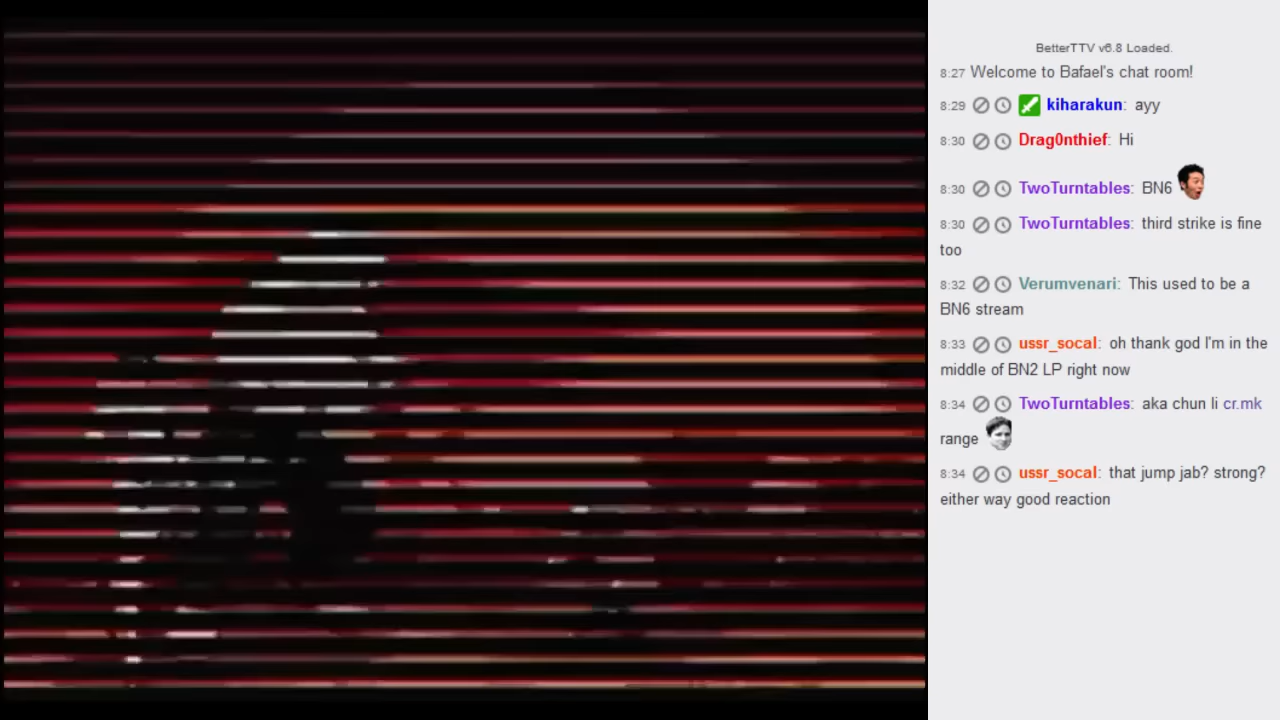 BetterTTV v6.8 Loaded.
8:27 Welcome to Bafael's chat room!
8:29 kiharakun: ayy
8:30 Drag0nthief: Hi
8:30 TwoTurntables: BN6
8:30 TwoTurntables: third strike is fine
too
8:32 Verumvenari: This used to be a
BN6 stream
8:33 ussr_socal: oh thank god I'm in the
middle of BN2 LP right now
8:34 TwoTurntables: aka chun li cr.mk
range
8:34 ussr_socal: that jump jab? strong?
either way good reaction